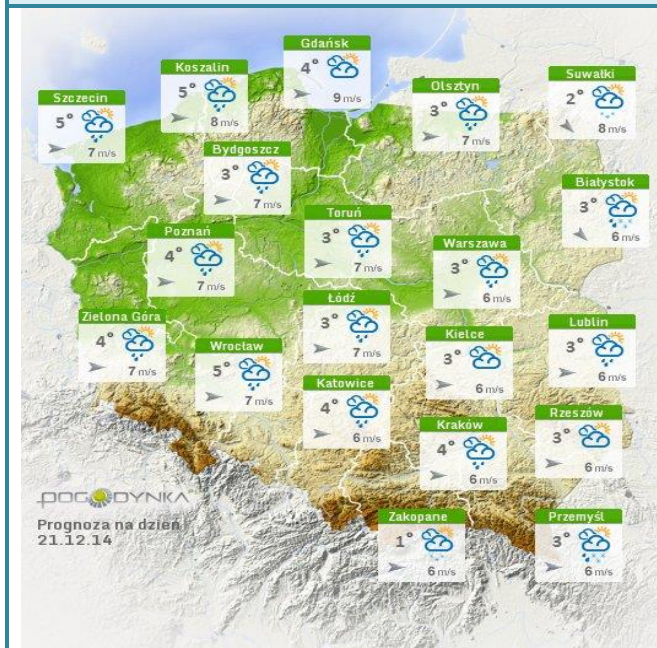 Gdańsk
4°
9 m/s
Koszalin
5°
8 m/s
Suwałki
2°
8 m/s
Olsztyn
3°
7 m/s
Szczecin
5°
7 m/s
Bydgoszcz
3°
7 m/s
Białystok
3°
6 m/s
Toruń
3°
7 m/s
Poznań
4°
7 m/s
Warszawa
3°
6 m/s
Łódź
3°
7 m/s
Zielona Góra
4°
7 m/s
Lublin
3°
6 m/s
Kielce
3°
6 m/s
Wrocław
5°
7 m/s
Katowice
4°
6 m/s
Rzeszów
3°
6 m/s
Kraków
4°
6 m/s
POGODYNKA
Prognoza na dzień
21.12.14
Zakopane
1°
6 m/s
Przemyśl
3°
6 m/s